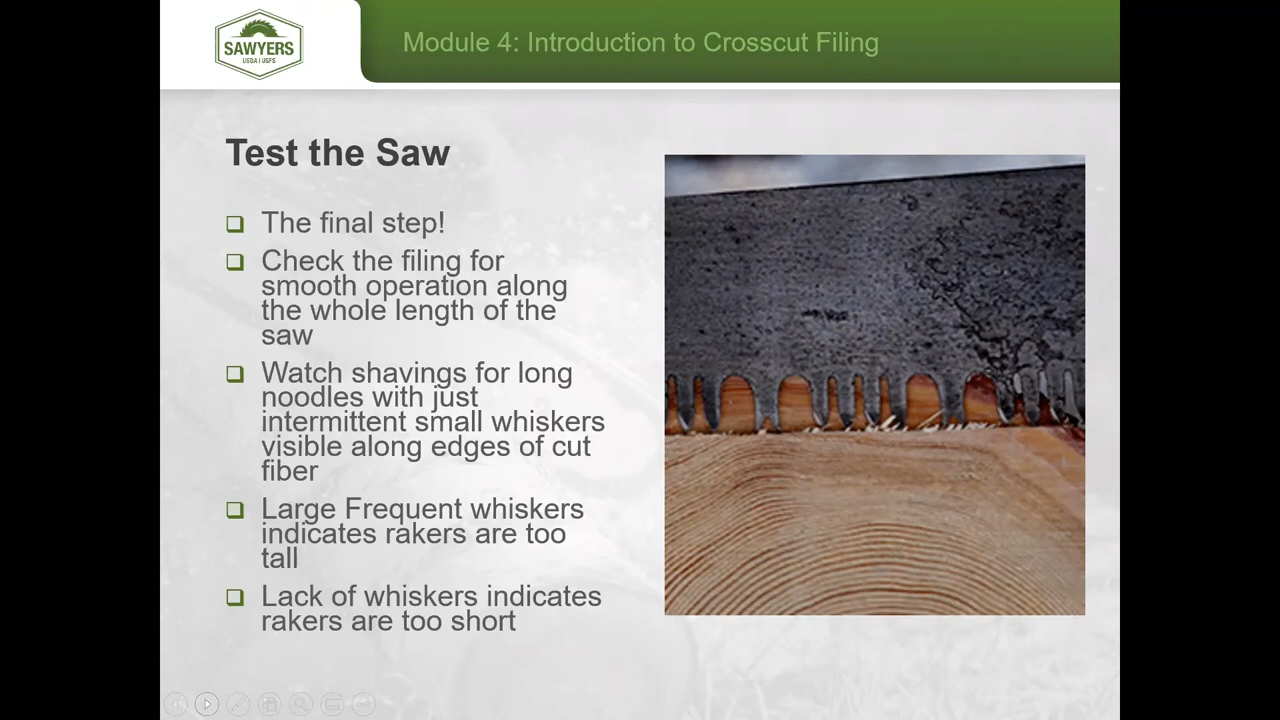 SAWYERS
USDA | USFS
Module 4: Introduction to Crosscut Filing
Test the Saw
The final step!
Check the filing for
smooth operation along
the whole length of the
saw
Watch shavings for long
noodles with just
intermittent small whiskers
visible along edges of cut
fiber
Large Frequent whiskers
indicates rakers are too
tall
Lack of whiskers indicates
rakers are too short